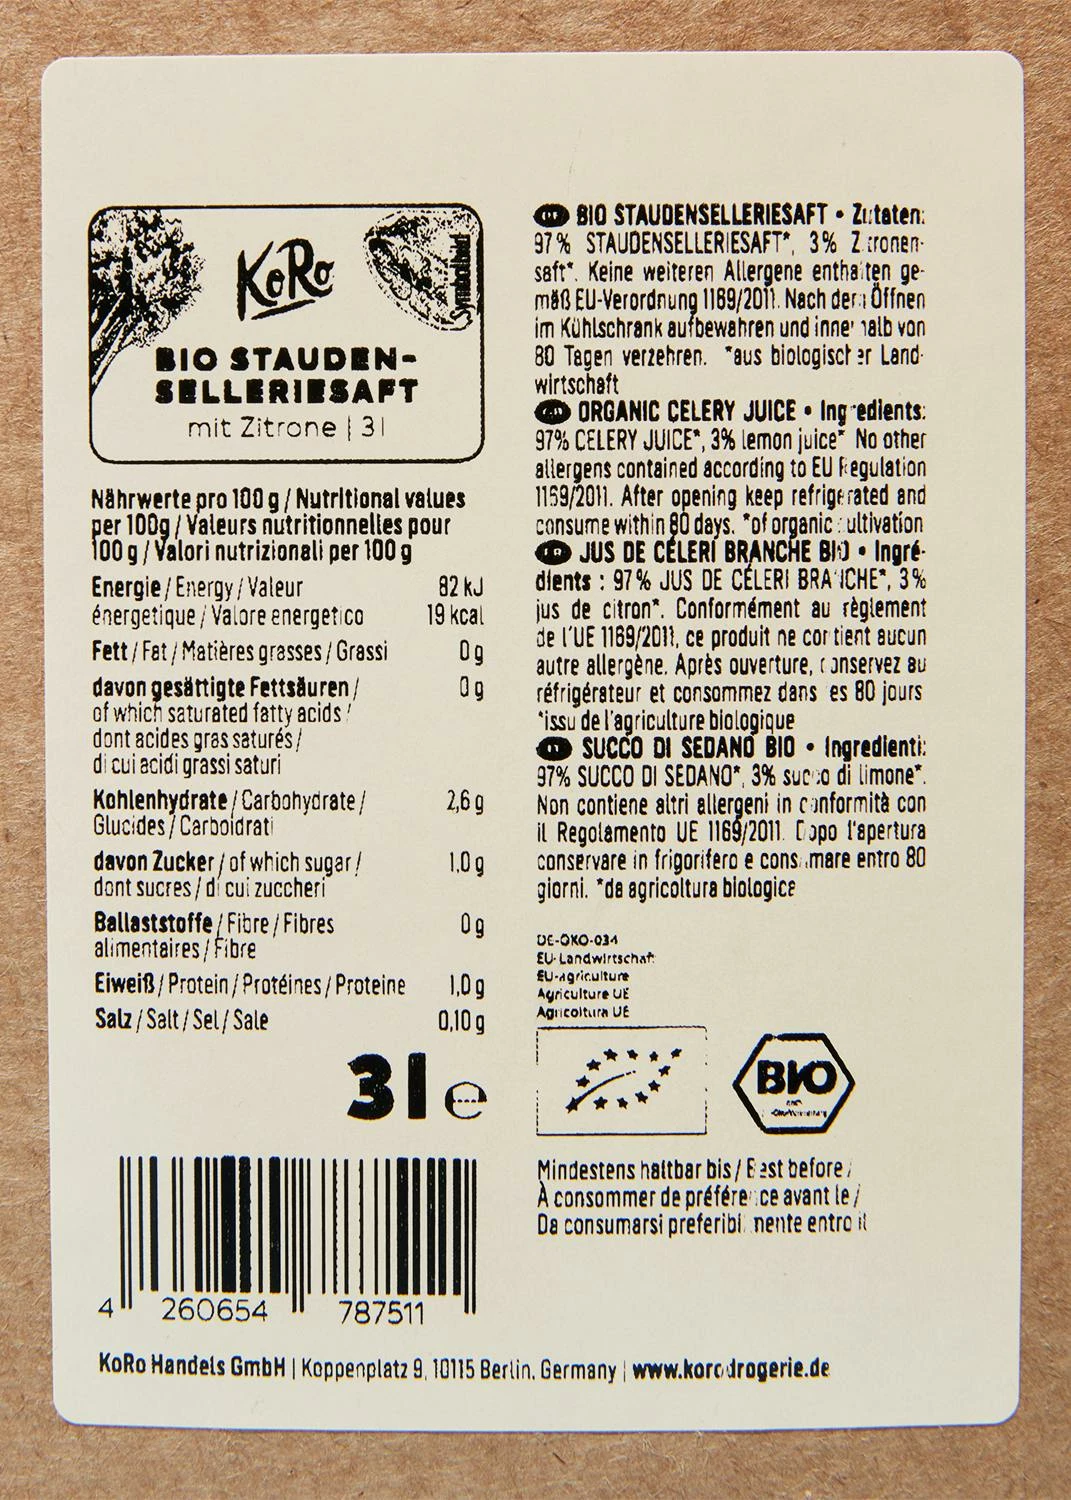 KoRo
Symbolbild
BIO STAUDEN-
SELLERIESAFT
mit Zitrone | 3l
Nährwerte pro 100 g / Nutritional values
per 100g / Valeurs nutritionnelles pour
100 g / Valori nutrizionali per 100 g
Energie / Energy / Valeur 82 kJ
énergetique / Valore energetico 19 kcal
Fett / Fat / Matières grasses / Grassi 0 g
davon gesättigte Fettsäuren / 0 g
of which saturated fatty acids /
dont acides gras saturés /
di cui acidi grassi saturi
Kohlenhydrate / Carbohydrate / 2,6 g
Glucides / Carboidrati
davon Zucker / of which sugar / 1,0 g
dont sucres / di cui zuccheri
Ballaststoffe / Fibre / Fibres 0 g
alimentaires / Fibre
Eiweiß / Protein / Protéines / Proteine 1,0 g
Salz / Salt / Sel / Sale 0,10 g
3l e
4 260654 787511
DE BIO STAUDENSELLERIESAFT • Zutaten:
97% STAUDENSELLERIESAFT*, 3% Zitronen-
saft*. Keine weiteren Allergene enthalten ge-
mäß EU-Verordnung 1169/2011. Nach dem Öffnen
im Kühlschrank aufbewahren und innerhalb von
80 Tagen verzehren. *aus biologischer Land-
wirtschaft
ORGANIC CELERY JUICE • Ingredients:
97% CELERY JUICE*, 3% lemon juice* No other
allergens contained according to EU Regulation
1169/2011. After opening keep refrigerated and
consume within 80 days. *of organic cultivation
FR JUS DE CÉLERI BRANCHE BIO • Ingré-
dients : 97% JUS DE CÉLERI BRANCHE*, 3%
jus de citron*. Conformément au règlement
de l'UE 1169/2011, ce produit ne contient aucun
autre allergène. Après ouverture, conservez au
réfrigérateur et consommez dans les 80 jours
*issu de l'agriculture biologique
IT SUCCO DI SEDANO BIO • Ingredienti:
97% SUCCO DI SEDANO*, 3% succo di limone*.
Non contiene altri allergeni in conformità con
il Regolamento UE 1169/2011. Dopo l'apertura
conservare in frigorifero e consumare entro 80
giorni. *da agricoltura biologica
DE-ÖKO-034
EU-Landwirtschaft
EU-Agriculture
Agriculture UE
Agricoltura UE
BIO
Mindestens haltbar bis / Best before /
À consommer de préférence avant le /
Da consumarsi preferibilmente entro il
KoRo Handels GmbH | Koppenplatz 9, 10115 Berlin, Germany | www.korodrogerie.de